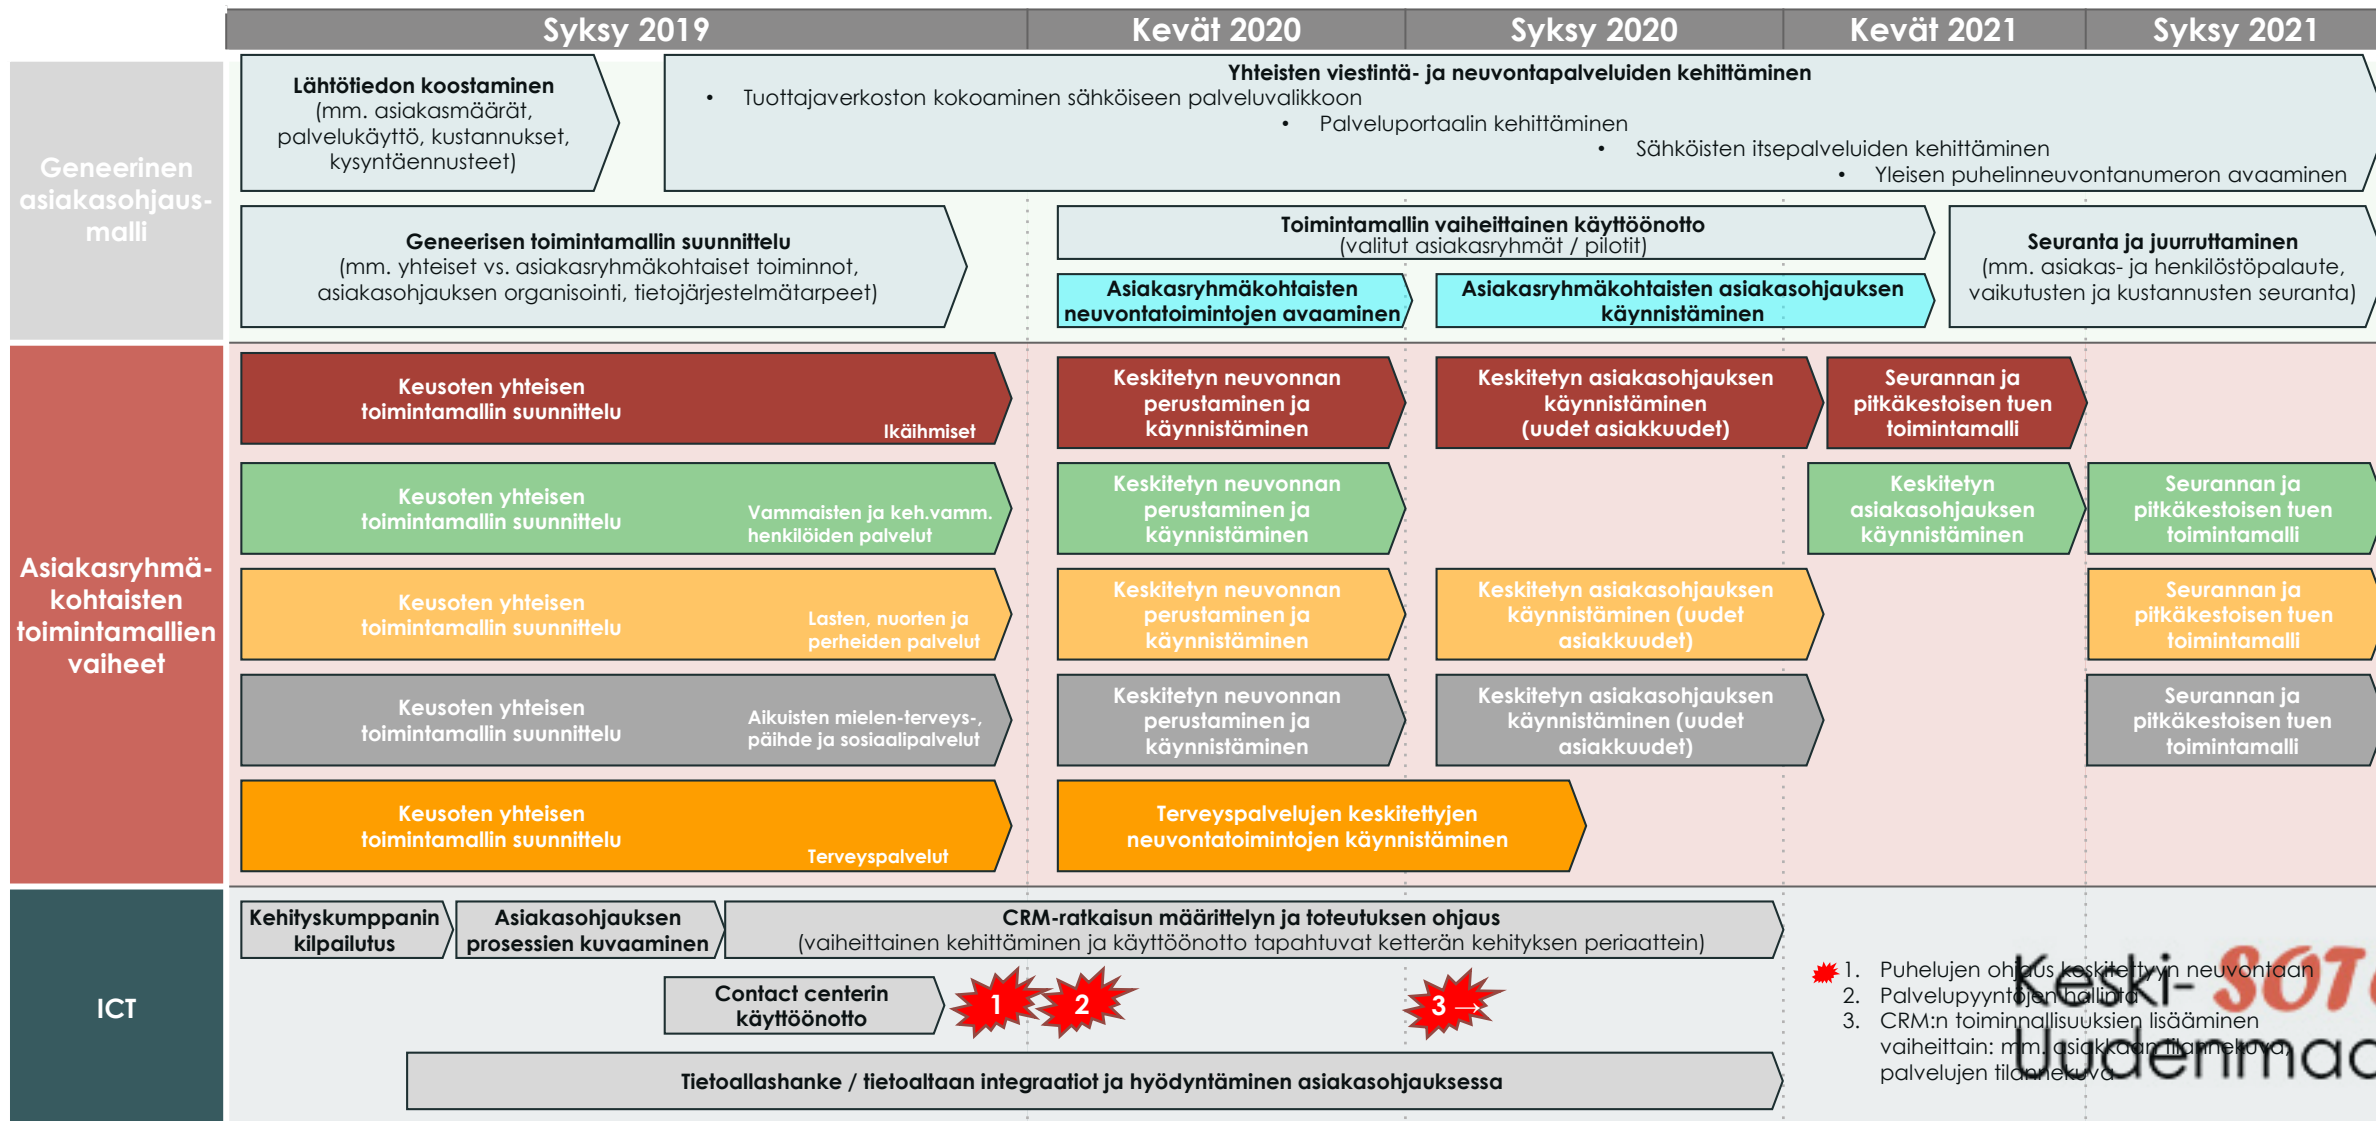 Syksy 2019
Kevät 2020
Syksy 2020
Kevät 2021
Syksy 2021
Geneerinen
asiakasohjaus-
malli
Lähtötiedon koostaminen
(mm. asiakasmäärät,
palvelukäyttö, kustannukset,
kysyntäennusteet)
Yhteisten viestintä- ja neuvontapalveluiden kehittäminen
• Tuottajaverkoston kokoaminen sähköiseen palveluvalikkoon
• Palveluportaalin kehittäminen
• Sähköisten itsepalveluiden kehittäminen
• Yleisen puhelinneuvontanumeron avaaminen
Geneerisen toimintamallin suunnittelu
(mm. yhteiset vs. asiakasryhmäkohtaiset toiminnot,
asiakasohjauksen organisointi, tietojärjestelmätarpeet)
Toimintamallin vaiheittainen käyttöönotto
(valitut asiakasryhmät / pilotit)
Asiakasryhmäkohtaisten
neuvontatoimintojen avaaminen
Asiakasryhmäkohtaisten asiakasohjauksen
käynnistäminen
Seuranta ja juurruttaminen
(mm. asiakas- ja henkilöstöpalaute,
vaikutusten ja kustannusten seuranta)
Asiakasryhmä-
kohtaisten
toimintamallien
vaiheet
Keusoten yhteisen
toimintamallin suunnittelu
Ikäihmiset
Keskitetyn neuvonnan
perustaminen ja
käynnistäminen
Keskitetyn asiakasohjauksen
käynnistäminen
(uudet asiakkuudet)
Seurannan ja
pitkäkestoisen tuen
toimintamalli
Keusoten yhteisen
toimintamallin suunnittelu
Vammaisten ja keh.vamm.
henkilöiden palvelut
Keskitetyn neuvonnan
perustaminen ja
käynnistäminen
Keskitetyn
asiakasohjauksen
käynnistäminen
Seurannan ja
pitkäkestoisen tuen
toimintamalli
Keusoten yhteisen
toimintamallin suunnittelu
Lasten, nuorten ja
perheiden palvelut
Keskitetyn neuvonnan
perustaminen ja
käynnistäminen
Keskitetyn asiakasohjauksen
käynnistäminen (uudet
asiakkuudet)
Seurannan ja
pitkäkestoisen tuen
toimintamalli
Keusoten yhteisen
toimintamallin suunnittelu
Aikuisten mielen-terveys-,
päihde ja sosiaalipalvelut
Keskitetyn neuvonnan
perustaminen ja
käynnistäminen
Keskitetyn asiakasohjauksen
käynnistäminen (uudet
asiakkuudet)
Seurannan ja
pitkäkestoisen tuen
toimintamalli
Keusoten yhteisen
toimintamallin suunnittelu
Terveyspalvelut
Terveyspalvelujen keskitettyjen
neuvontatoimintojen käynnistäminen
ICT
Kehityskumppanin
kilpailutus
Asiakasohjauksen
prosessien kuvaaminen
CRM-ratkaisun määrittelyn ja toteutuksen ohjaus
(vaiheittainen kehittäminen ja käyttöönotto tapahtuvat ketterän kehityksen periaattein)
Contact centerin
käyttöönotto
1
2
3 →
Tietoallashanke / tietoaltaan integraatiot ja hyödyntäminen asiakasohjauksessa
1. Puhelujen ohjaus keskitettyyn neuvontaan
2. Palvelupyyntöjen hallinta
3. CRM:n toiminnallisuuksien lisääminen
vaiheittain: mm. asiakkaan tilannekuva,
palvelujen tilannekuva
Keski-SOT
Uudenmaa